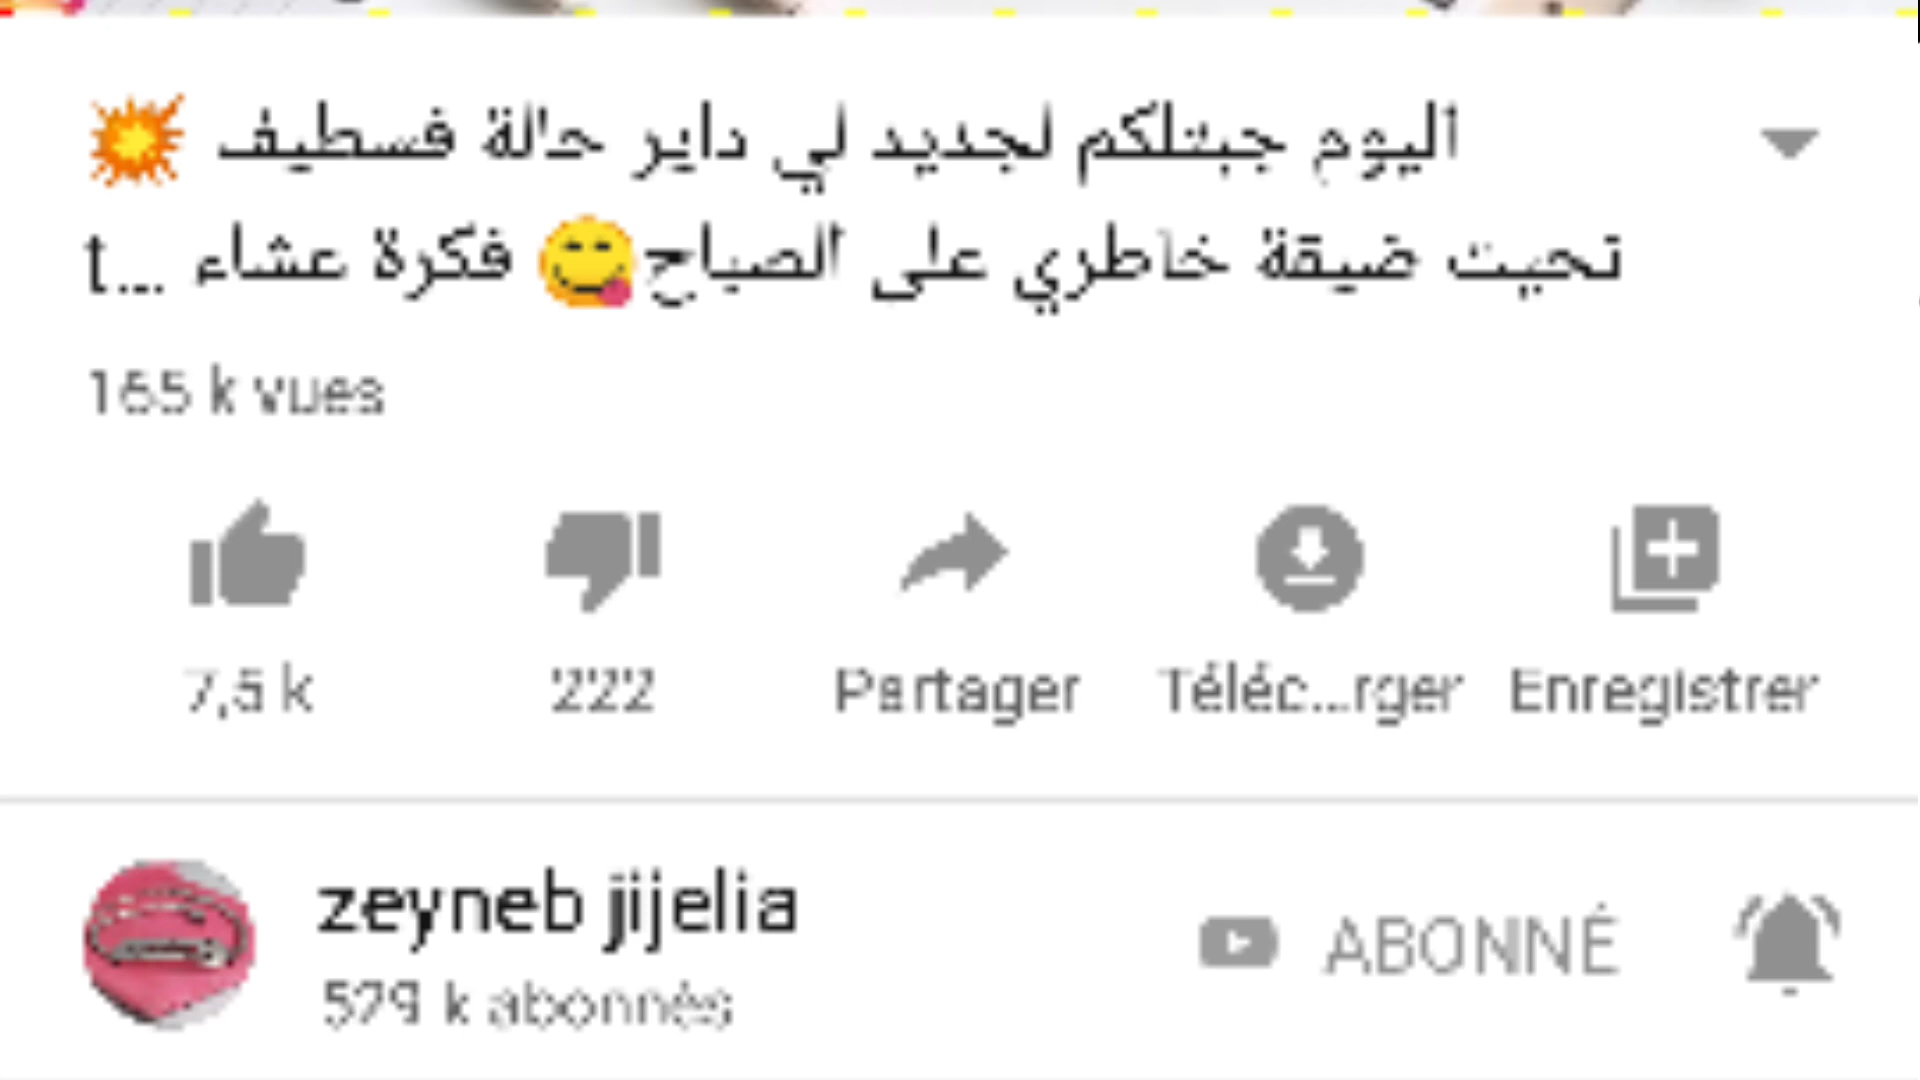 اليوم جبتلكم لجديد لي داير حالة فسطيف 💥
تحيت ضيقة خاطري على الصباح😋 فكرة عشاء t...
165 k vues
7,5 k
222
Partager
Téléc...rger
Enregistrer
zeyneb jijelia
529 k abonnés
ABONNÉ